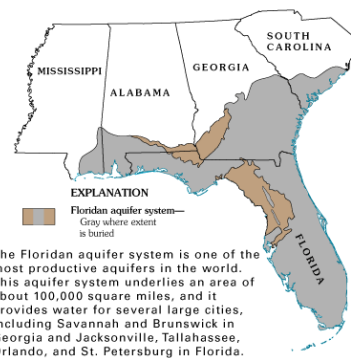 SOUTH
CAROLINA
GEORGIA
MISSISSIPPI
ALABAMA
FLORIDA
EXPLANATION
Floridan aquifer system—
Gray where extent
is buried
he Floridan aquifer system is one of the
most productive aquifers in the world.
his aquifer system underlies an area of
bout 100,000 square miles, and it
provides water for several large cities,
ncluding Savannah and Brunswick in
Georgia and Jacksonville, Tallahassee,
Orlando, and St. Petersburg in Florida.